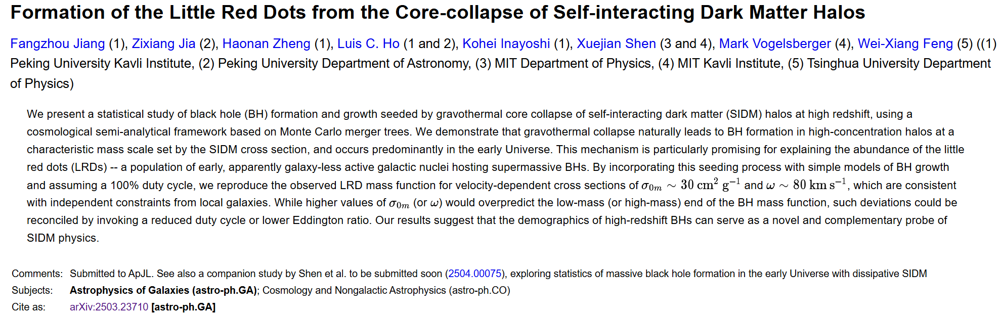 Formation of the Little Red Dots from the Core-collapse of Self-interacting Dark Matter Halos
Fangzhou Jiang (1), Zixiang Jia (2), Haonan Zheng (1), Luis C. Ho (1 and 2), Kohei Inayoshi (1), Xuejian Shen (3 and 4), Mark Vogelsberger (4), Wei-Xiang Feng (5) ((1)
Peking University Kavli Institute, (2) Peking University Department of Astronomy, (3) MIT Department of Physics, (4) MIT Kavli Institute, (5) Tsinghua University Department
of Physics)
We present a statistical study of black hole (BH) formation and growth seeded by gravothermal core collapse of self-interacting dark matter (SIDM) halos at high redshift, using a
cosmological semi-analytical framework based on Monte Carlo merger trees. We demonstrate that gravothermal collapse naturally leads to BH formation in high-concentration halos at a
characteristic mass scale set by the SIDM cross section, and occurs predominantly in the early Universe. This mechanism is particularly promising for explaining the abundance of the little
red dots (LRDs) -- a population of early, apparently galaxy-less active galactic nuclei hosting supermassive BHs. By incorporating this seeding process with simple models of BH growth
and assuming a 100% duty cycle, we reproduce the observed LRD mass function for velocity-dependent cross sections of σ₀ₘ ∼ 30 cm² g⁻¹ and ω ∼ 80 km s⁻¹, which are consistent
with independent constraints from local galaxies. While higher values of σ₀ₘ (or ω) would overpredict the low-mass (or high-mass) end of the BH mass function, such deviations could be
reconciled by invoking a reduced duty cycle or lower Eddington ratio. Our results suggest that the demographics of high-redshift BHs can serve as a novel and complementary probe of
SIDM physics.
Comments: Submitted to ApJL. See also a companion study by Shen et al. to be submitted soon (2504.00075), exploring statistics of massive black hole formation in the early Universe with dissipative SIDM
Subjects: Astrophysics of Galaxies (astro-ph.GA); Cosmology and Nongalactic Astrophysics (astro-ph.CO)
Cite as: arXiv:2503.23710 [astro-ph.GA]